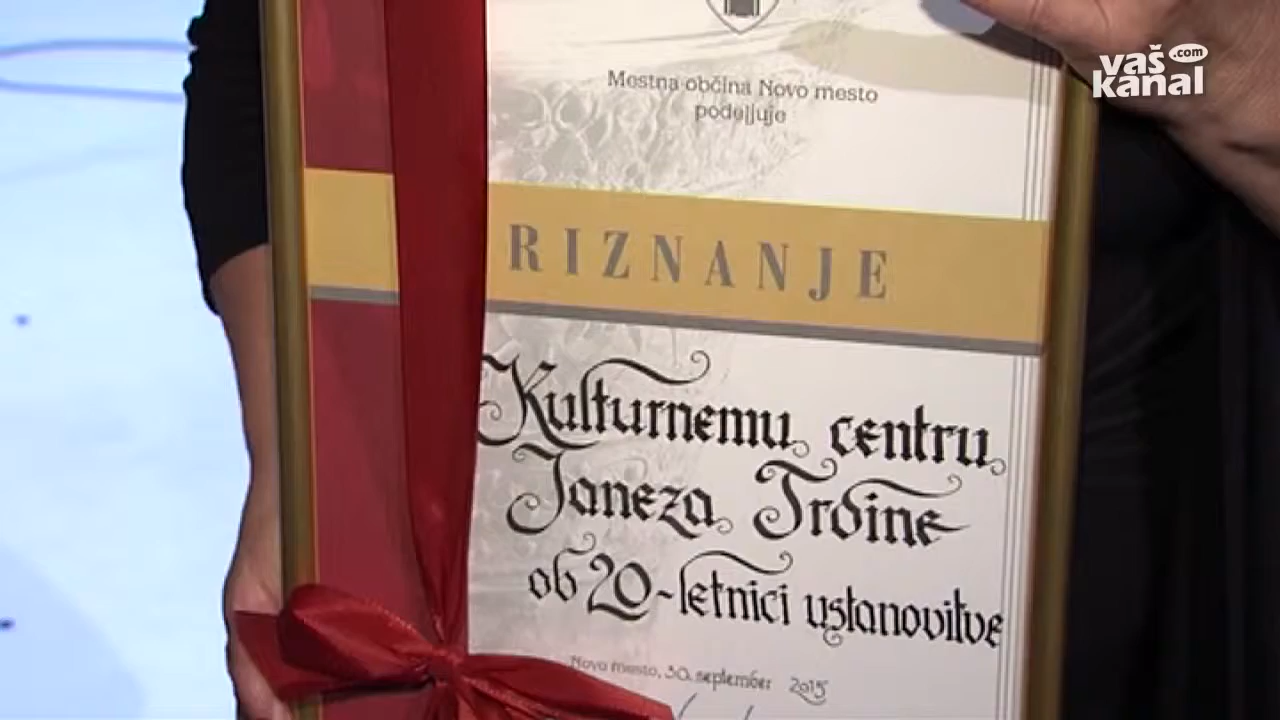 vaš
.com
kanal
Mestna občina Novo mesto
podeljuje
RIZNANJE
Kulturnemu centru
Janeza Trdine
ob 20-letnici ustanovitve
Novo mesto, 30. september 2015